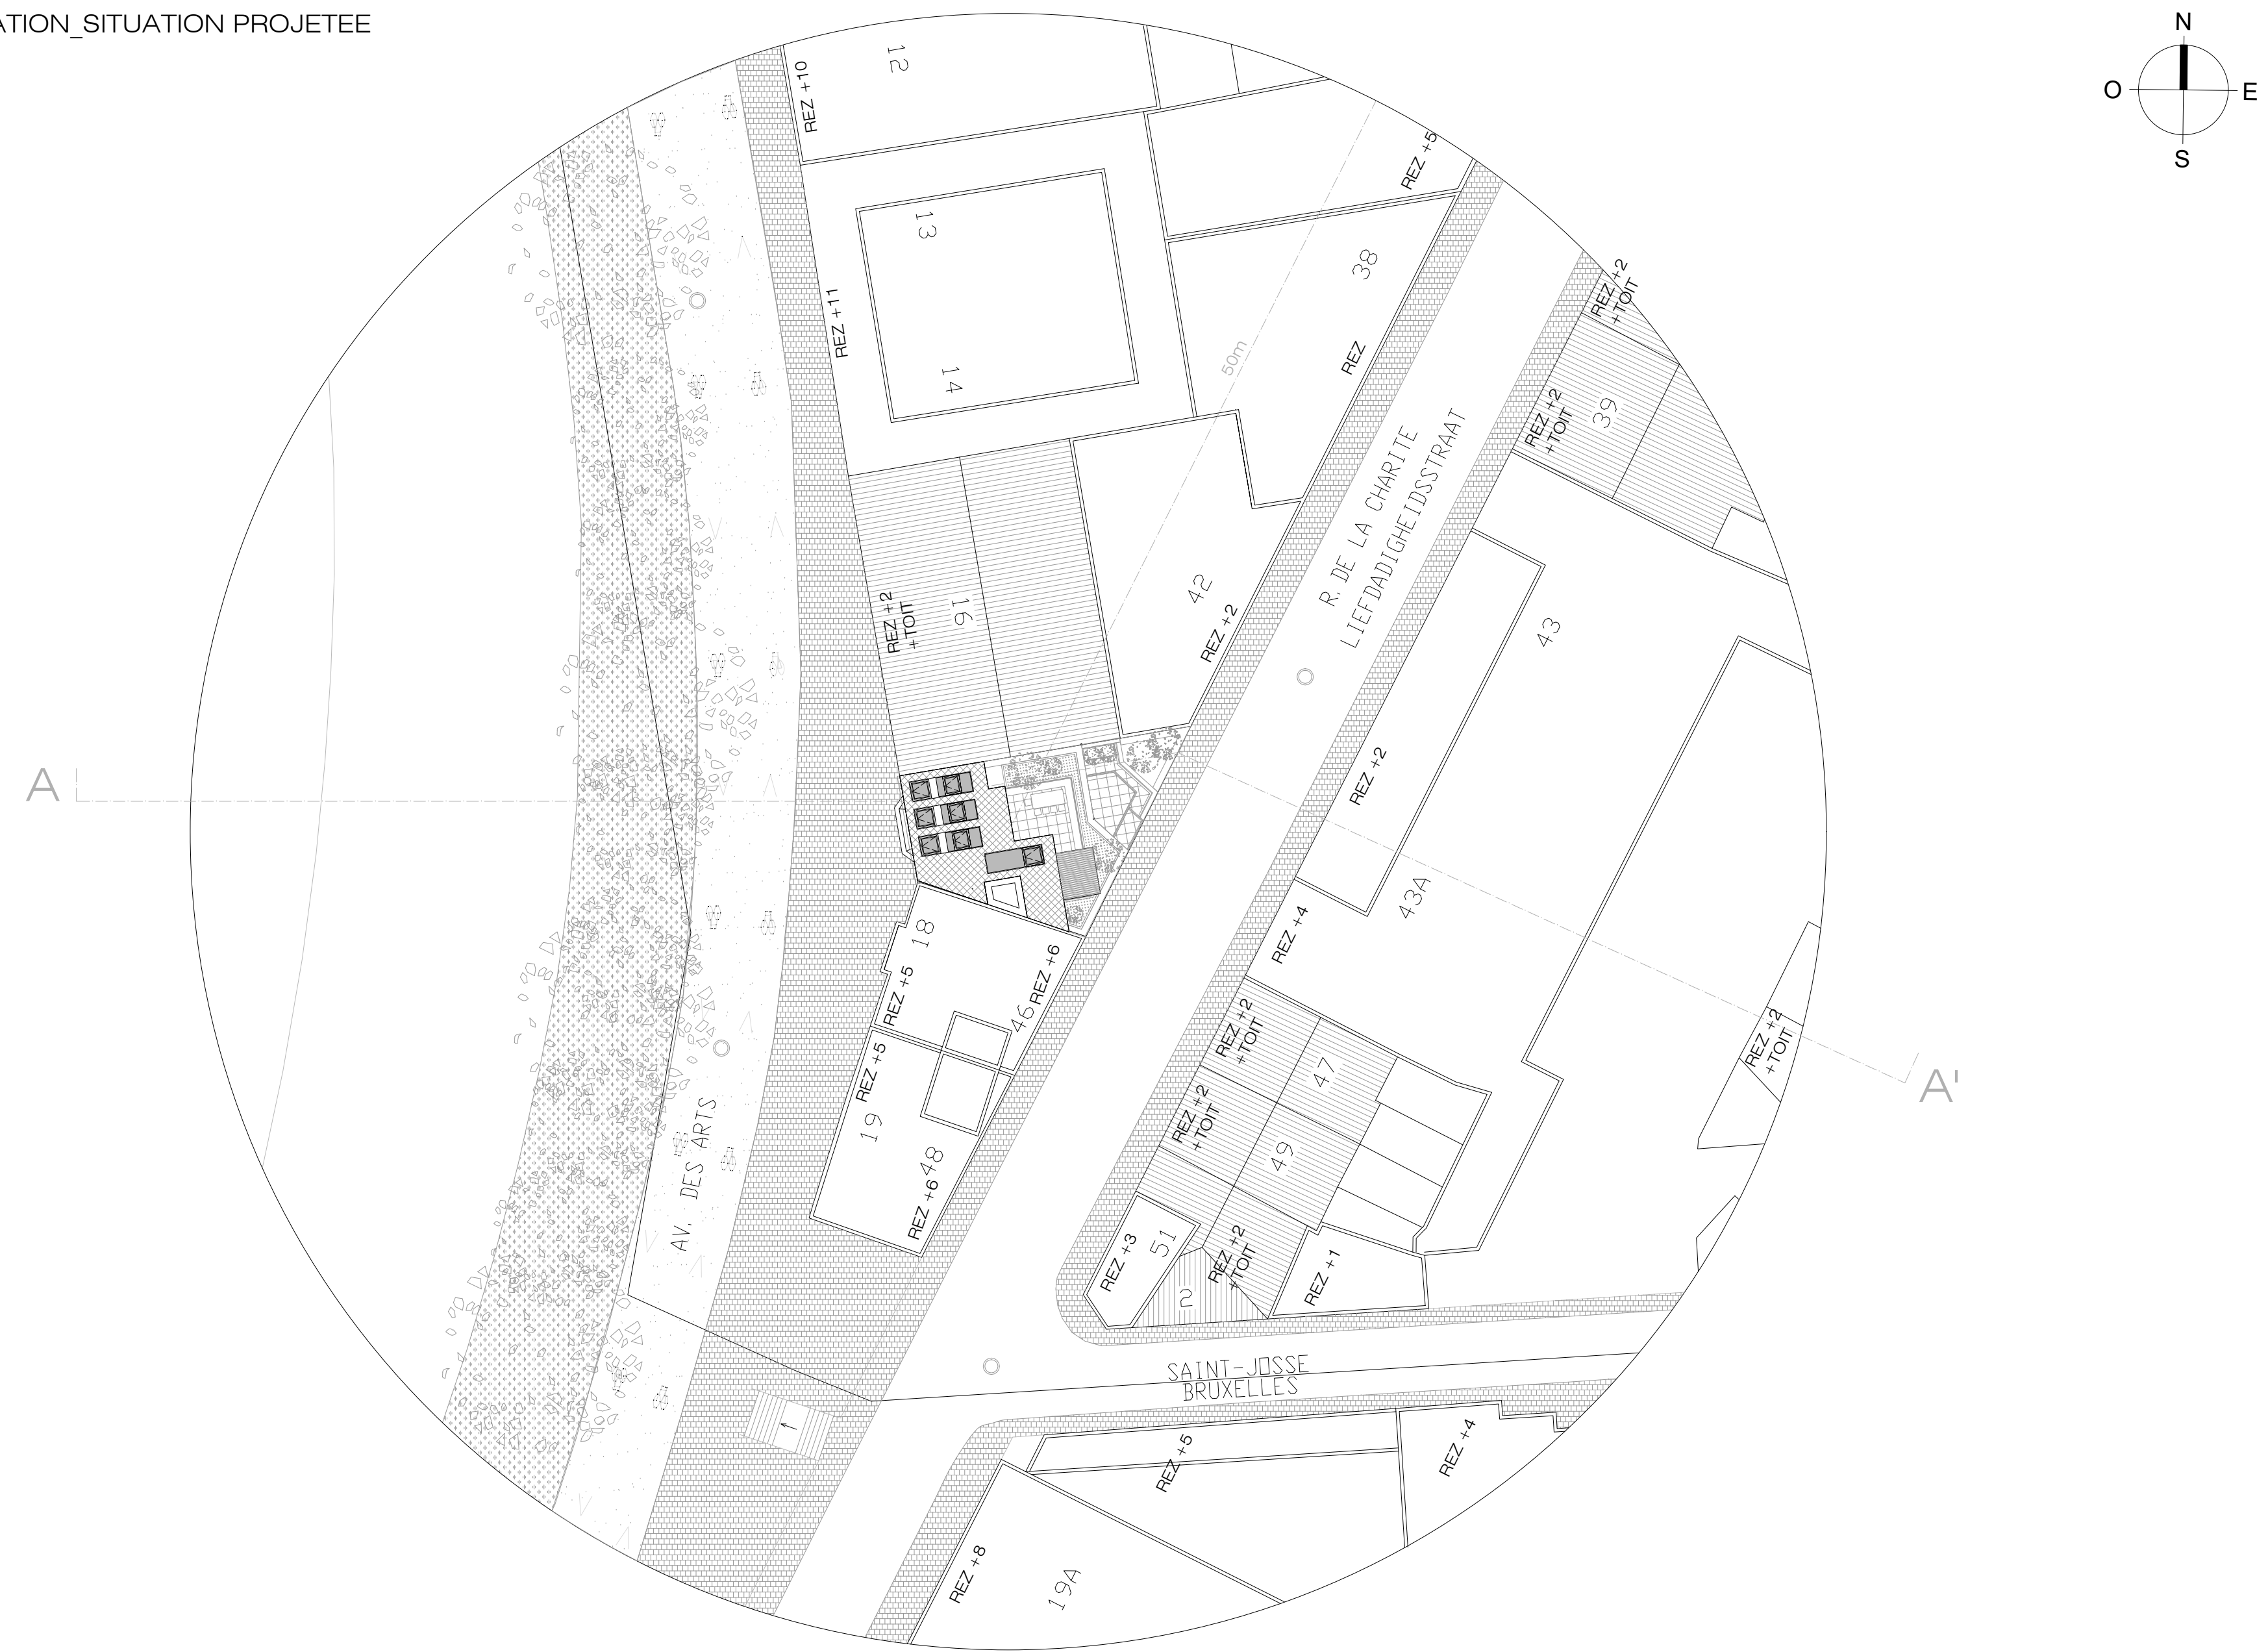 ATION_SITUATION PROJETEE
N
O
E
S
REZ +10
12
REZ +5
13
REZ +11
14
38
50m
REZ
REZ +2
+TOIT
REZ +2
+TOIT
39
R. DE LA CHARITE
LIEFDADIGHEIDSSTRAAT
REZ +2
+TOIT
16
42
REZ +2
43
REZ +2
A
43A
REZ +4
18
REZ +5
46
REZ +6
REZ +2
+TOIT
47
REZ +2
+TOIT
A'
REZ +5
19
REZ +2
+TOIT
49
AV. DES ARTS
48
REZ +6
REZ +3
51
REZ +2
+TOIT
2
REZ +1
SAINT-JOSSE
BRUXELLES
REZ +5
REZ +4
REZ +8
19A